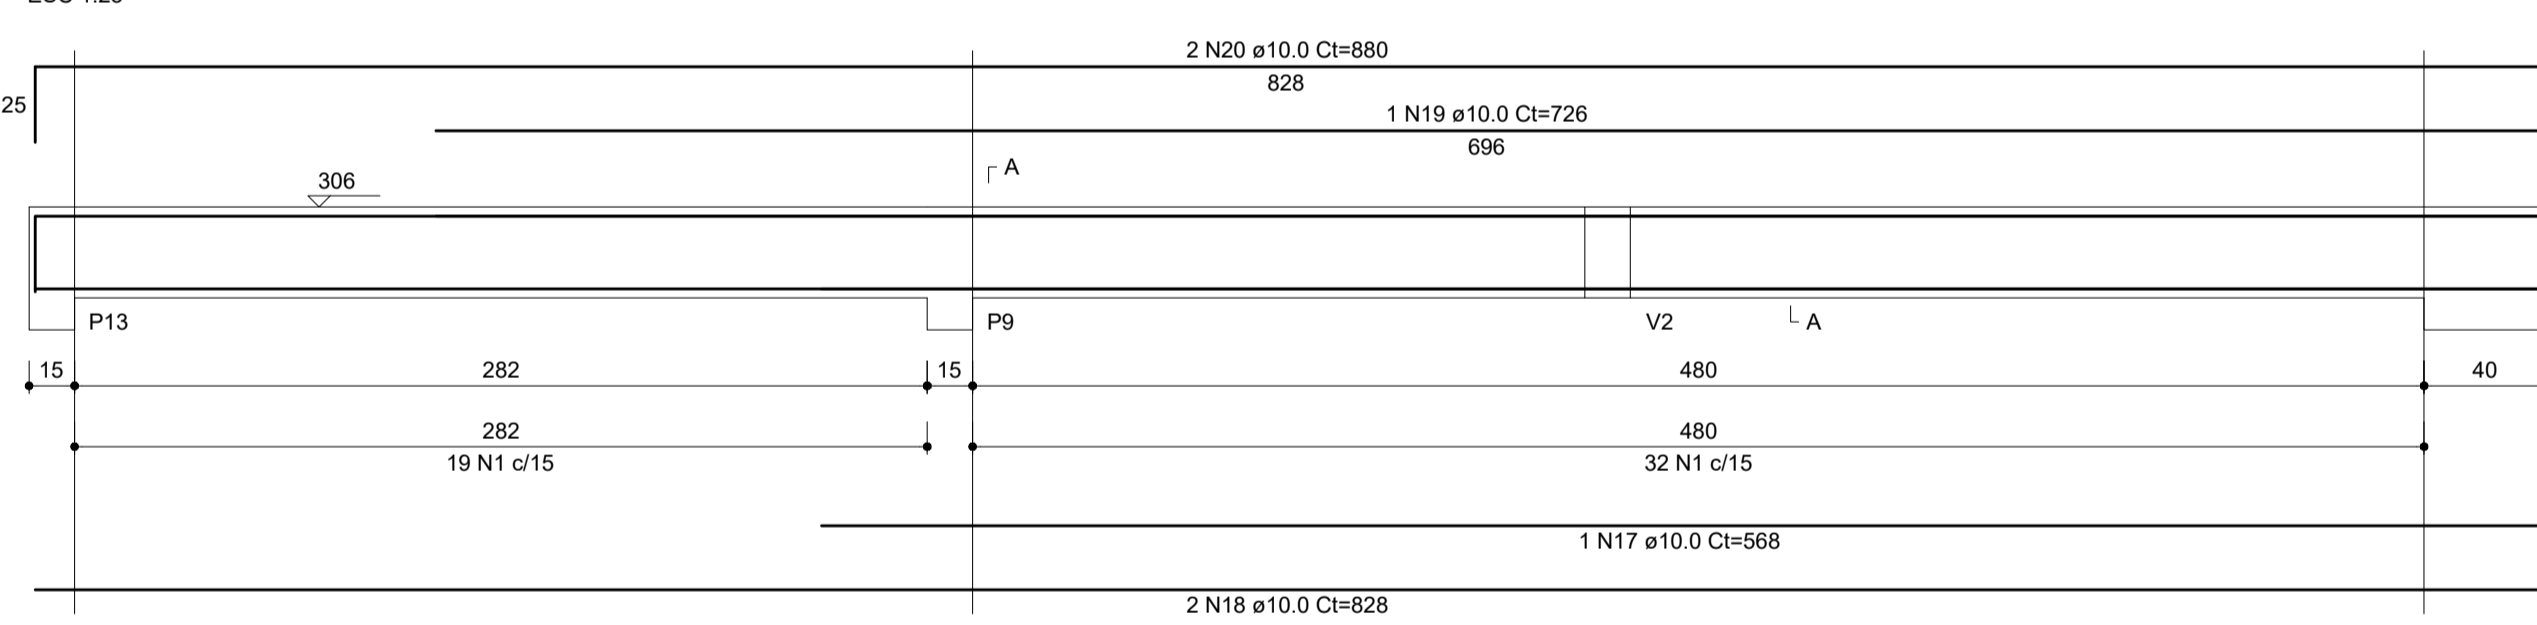 2 N20 ø10.0 Ct=880
828
25
1 N19 ø10.0 Ct=726
696
A
306
P13
P9
V2
A
15
282
15
480
40
282
480
19 N1 c/15
32 N1 c/15
1 N17 ø10.0 Ct=568
2 N18 ø10.0 Ct=828